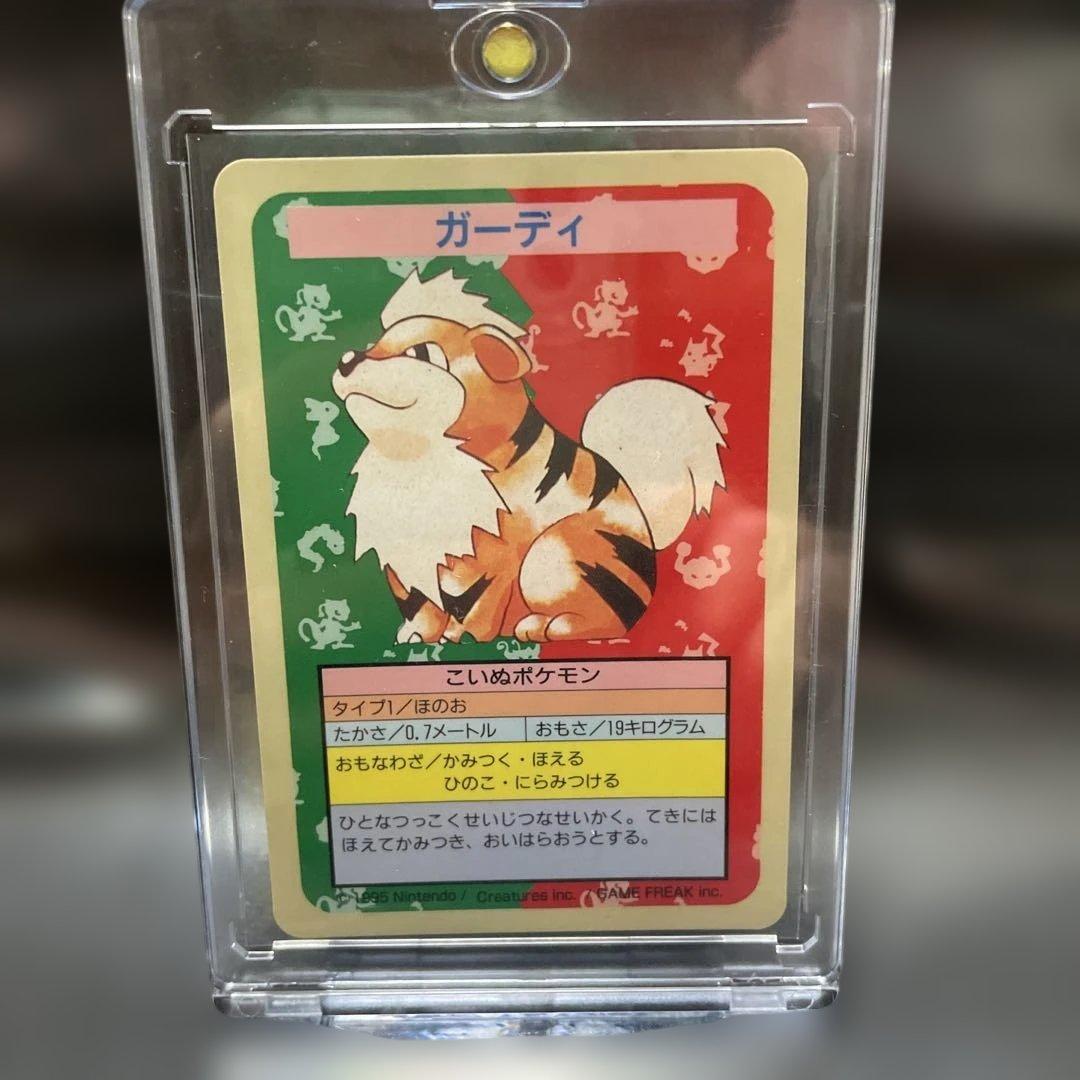 ガーディ
こいぬポケモン
タイプ1／ほのお
たかさ／0.7メートル おもさ／19キログラム
おもなわざ／かみつく・ほえる
ひのこ・にらみつける
ひとなつっこくせいじつなせいかく。てきには
ほえてかみつき、おいはらおうとする。
©1995 Nintendo / Creatures inc. / GAME FREAK inc.